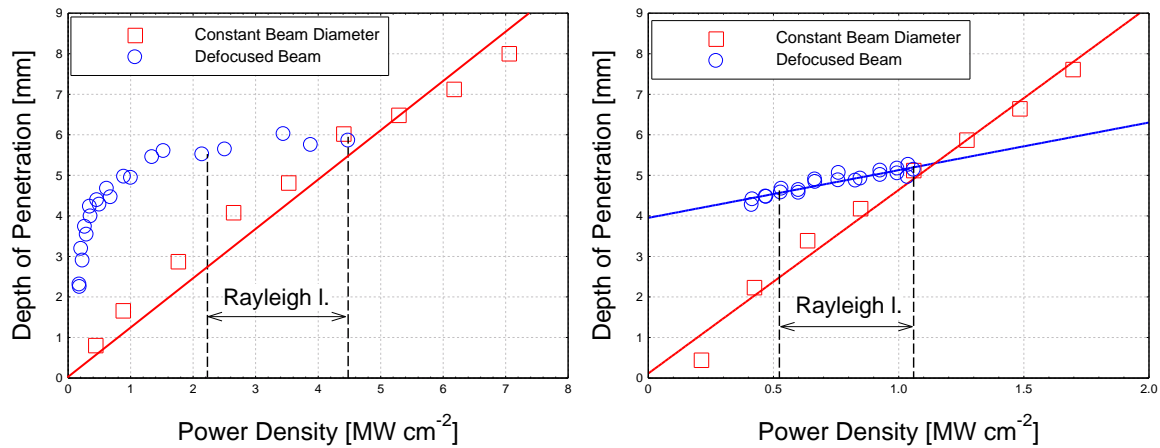 Constant Beam Diameter
Defocused Beam
Depth of Penetration [mm]
9
8
7
6
5
4
3
2
1
0
Rayleigh l.
0 1 2 3 4 5 6 7 8
Power Density [MW cm-2]
Constant Beam Diameter
Defocused Beam
Depth of Penetration [mm]
9
8
7
6
5
4
3
2
1
0
Rayleigh l.
0 0.5 1.0 1.5 2.0
Power Density [MW cm-2]